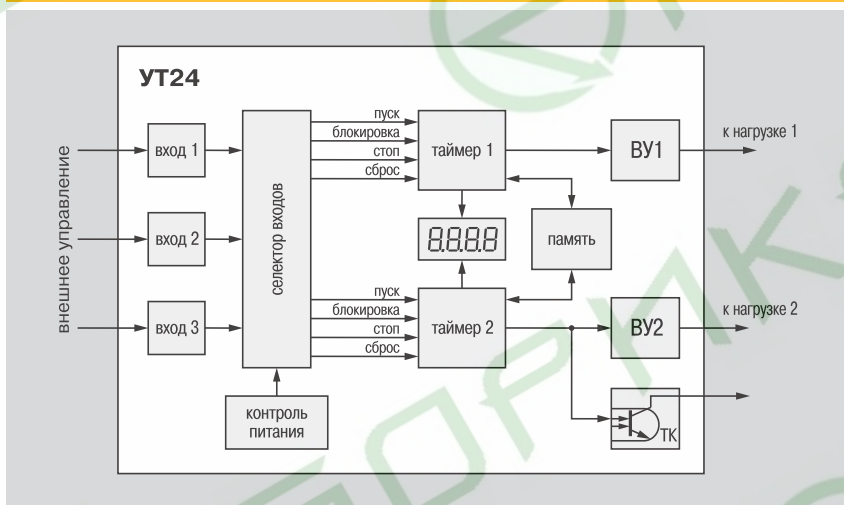 УТ24
внешнее управление
вход 1
вход 2
вход 3
селектор входов
контроль
питания
пуск
блокировка
стоп
сброс
таймер 1
8.8.8.8
память
пуск
блокировка
стоп
сброс
таймер 2
ВУ1
к нагрузке 1
ВУ2
к нагрузке 2
ТК